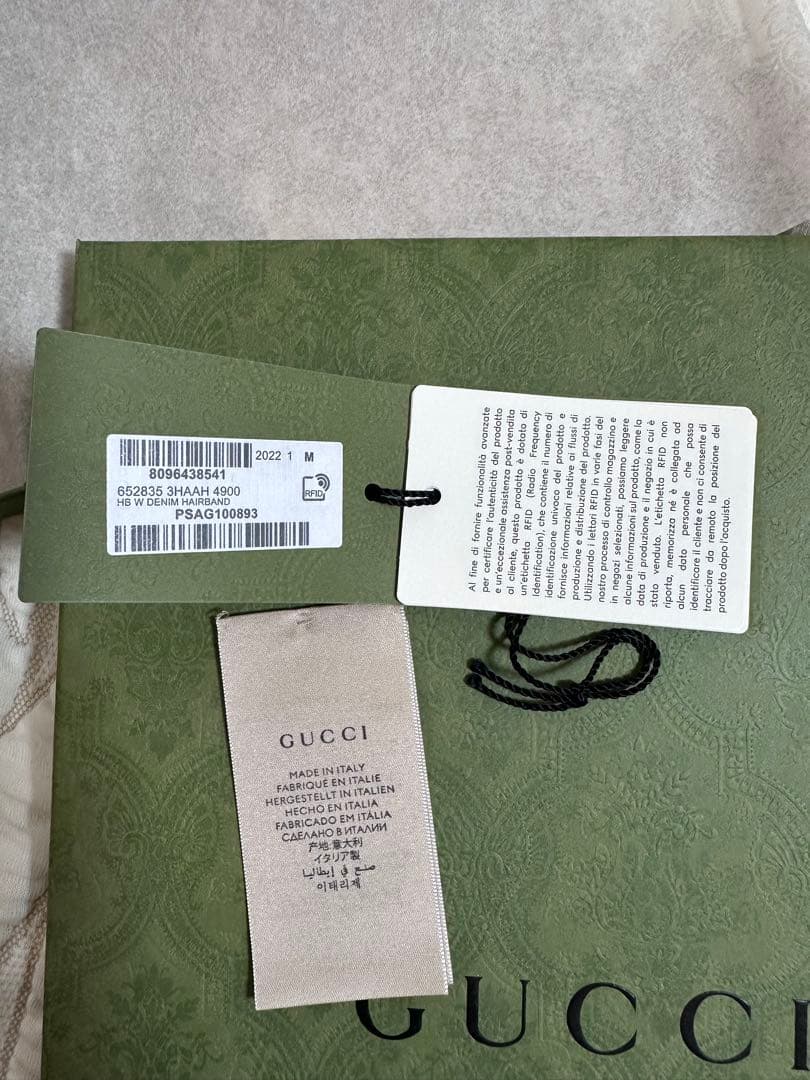 2022 1 M
8096438541
652835 3HAAH 4900
HB W DENIM HAIRBAND
PSAG100893
RFID
Al fine di fornire funzionalità avanzate
per certificare l'autenticità del prodotto
e un'eccezionale assistenza post-vendita
al cliente, questo prodotto è dotato di
un'etichetta RFID (Radio Frequency
Identification), che contiene il numero di
identificazione univoco del prodotto e
fornisce informazioni relative ai flussi di
produzione e distribuzione del prodotto.
Utilizzando i lettori RFID in varie fasi del
nostro processo di controllo magazzino e
in negozi selezionati, possiamo leggere
alcune informazioni sul prodotto, come la
data di produzione e il negozio in cui è
stato venduto. L'etichetta RFID non
riporta, memorizza né è collegata ad
alcun dato personale che possa
identificare il cliente e non ci consente di
tracciare da remoto la posizione del
prodotto dopo l'acquisto.
GUCCI
MADE IN ITALY
FABRIQUÉ EN ITALIE
HERGESTELLT IN ITALIEN
HECHO EN ITALIA
FABRICADO EM ITÁLIA
СДЕЛАНО В ИТАЛИИ
产地:意大利
イタリア製
صنع في إيطاليا
이태리제
GUCCI